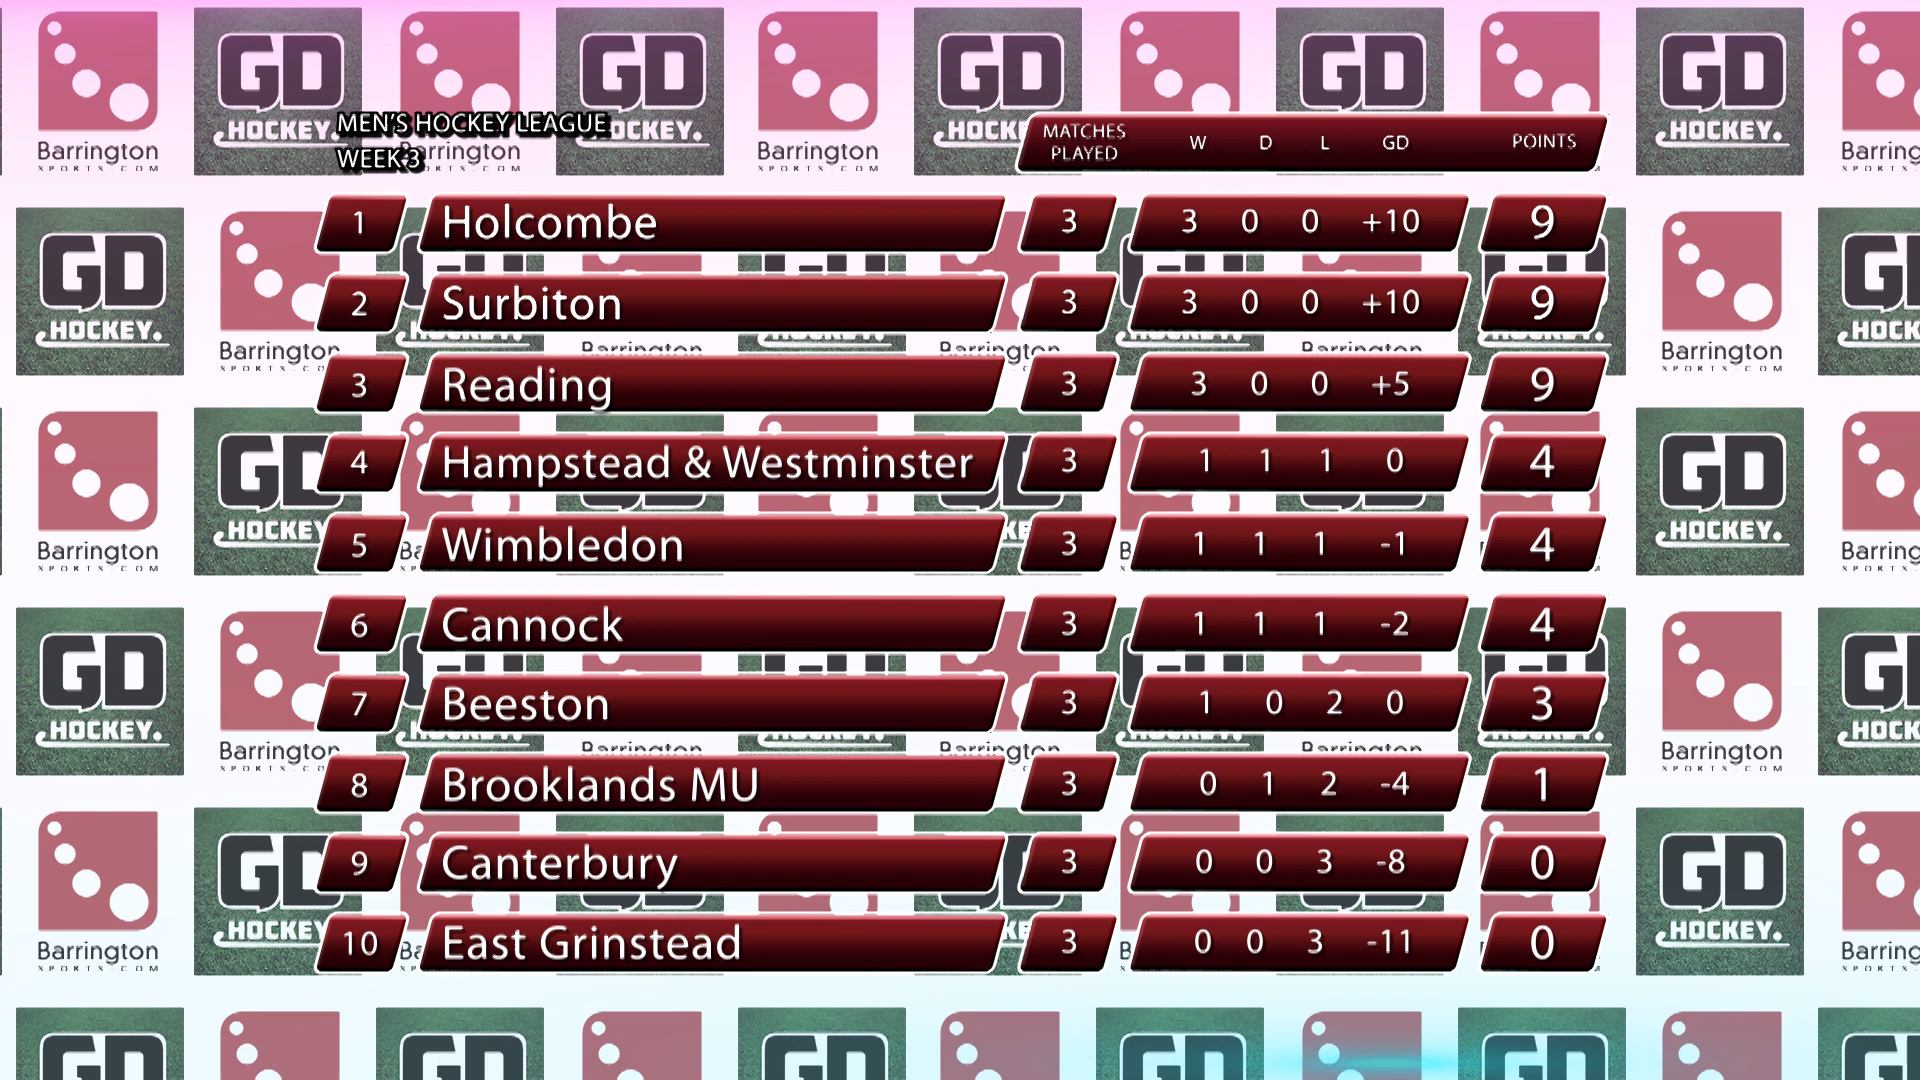 GD HOCKEY.
Barrington
XPORTS.COM
MEN'S HOCKEY LEAGUE
WEEK 3
MATCHES PLAYED W D L GD POINTS
1 Holcombe 3 3 0 0 +10 9
2 Surbiton 3 3 0 0 +10 9
3 Reading 3 3 0 0 +5 9
4 Hampstead & Westminster 3 1 1 1 0 4
5 Wimbledon 3 1 1 1 -1 4
6 Cannock 3 1 1 1 -2 4
7 Beeston 3 1 0 2 0 3
8 Brooklands MU 3 0 1 2 -4 1
9 Canterbury 3 0 0 3 -8 0
10 East Grinstead 3 0 0 3 -11 0